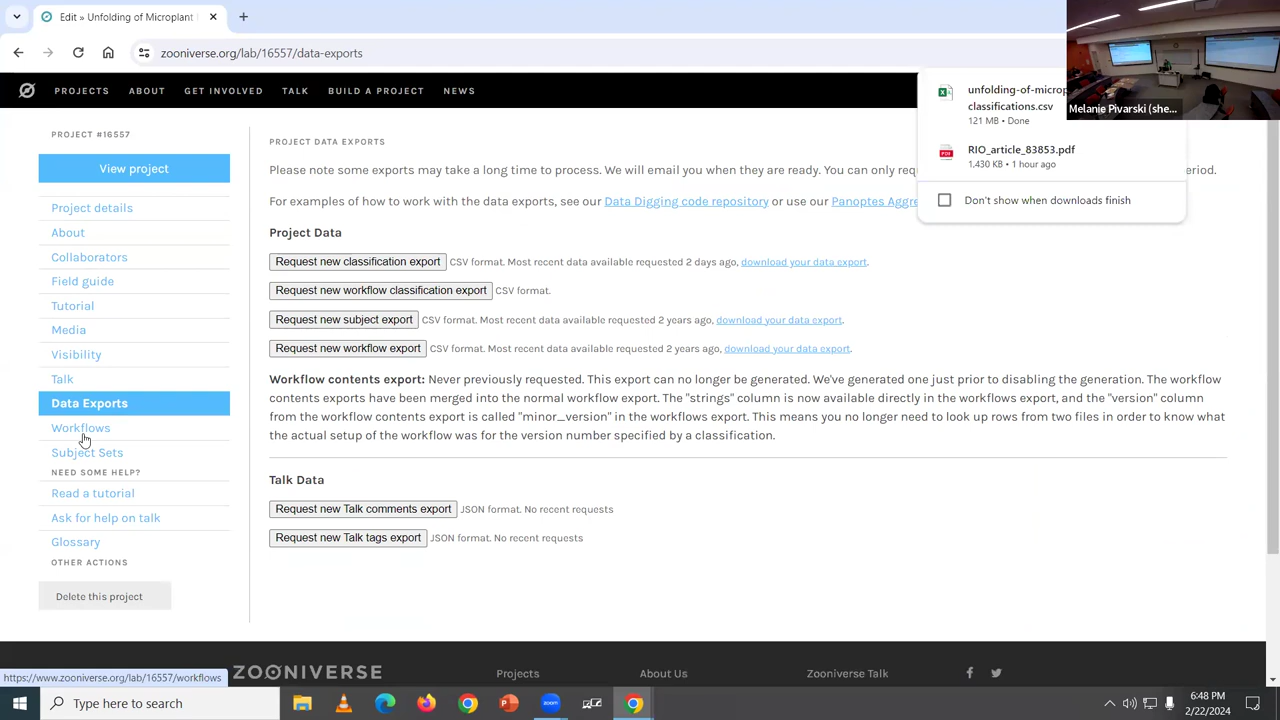 Edit » Unfolding of Microplant
zooniverse.org/lab/16557/data-exports
PROJECTS ABOUT GET INVOLVED TALK BUILD A PROJECT NEWS
unfolding-of-microp
classifications.csv
121 MB • Done
RIO_article_83853.pdf
1,430 KB • 1 hour ago
Don't show when downloads finish
Melanie Pivarski (she...
PROJECT #16557
View project
Project details
About
Collaborators
Field guide
Tutorial
Media
Visibility
Talk
Data Exports
Workflows
Subject Sets
NEED SOME HELP?
Read a tutorial
Ask for help on talk
Glossary
OTHER ACTIONS
Delete this project
PROJECT DATA EXPORTS
Please note some exports may take a long time to process. We will email you when they are ready. You can only requ
eriod.
For examples of how to work with the data exports, see our Data Digging code repository or use our Panoptes Aggre
Project Data
Request new classification export CSV format. Most recent data available requested 2 days ago, download your data export.
Request new workflow classification export CSV format.
Request new subject export CSV format. Most recent data available requested 2 years ago, download your data export.
Request new workflow export CSV format. Most recent data available requested 2 years ago, download your data export.
Workflow contents export: Never previously requested. This export can no longer be generated. We've generated one just prior to disabling the generation. The workflow
contents exports have been merged into the normal workflow export. The "strings" column is now available directly in the workflows export, and the "version" column
from the workflow contents export is called "minor_version" in the workflows export. This means you no longer need to look up rows from two files in order to know what
the actual setup of the workflow was for the version number specified by a classification.
Talk Data
Request new Talk comments export JSON format. No recent requests
Request new Talk tags export JSON format. No recent requests
https://www.zooniverse.org/lab/16557/workflows
ZOONIVERSE
Projects About Us Zooniverse Talk
Type here to search
zoom
6:48 PM
2/22/2024